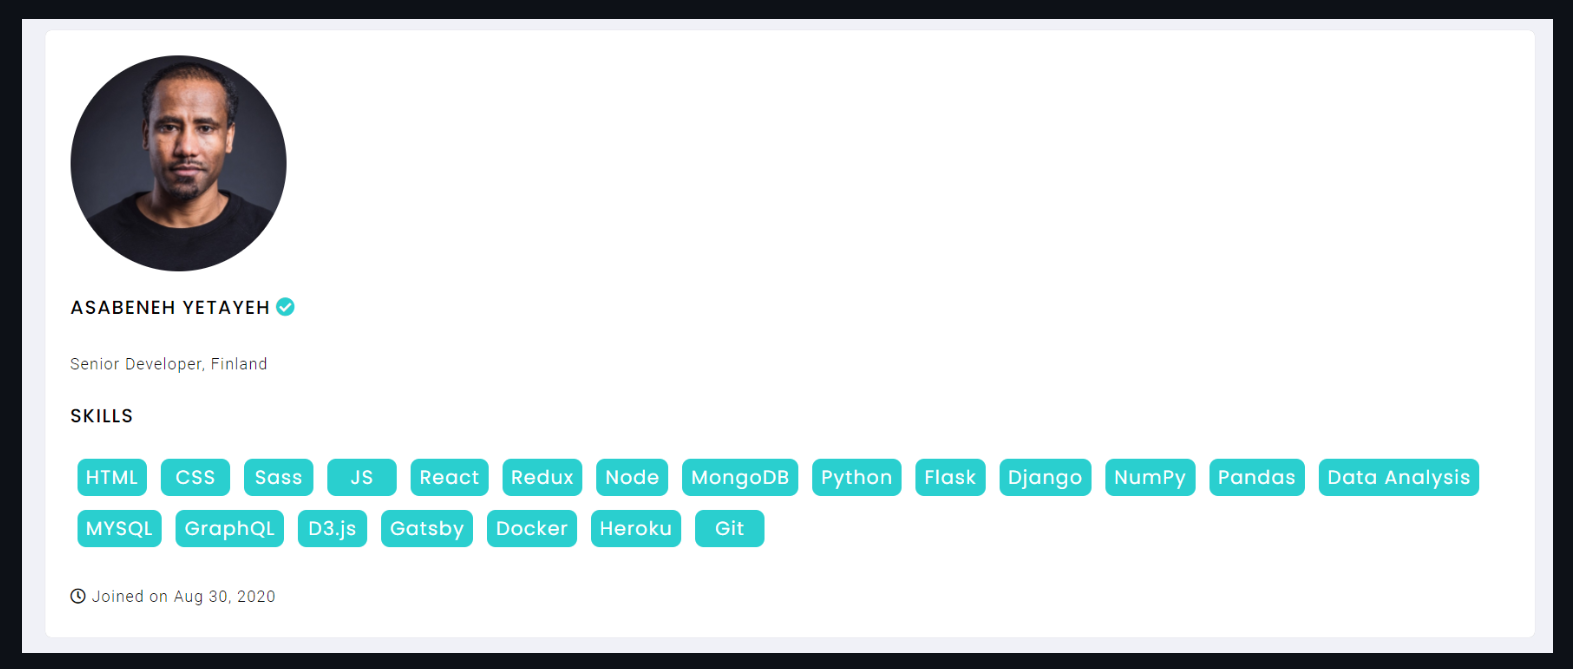 ASABENEH YETAYEH
Senior Developer, Finland
SKILLS
HTML CSS Sass JS React Redux Node MongoDB Python Flask Django NumPy Pandas Data Analysis
MYSQL GraphQL D3.js Gatsby Docker Heroku Git
Joined on Aug 30, 2020